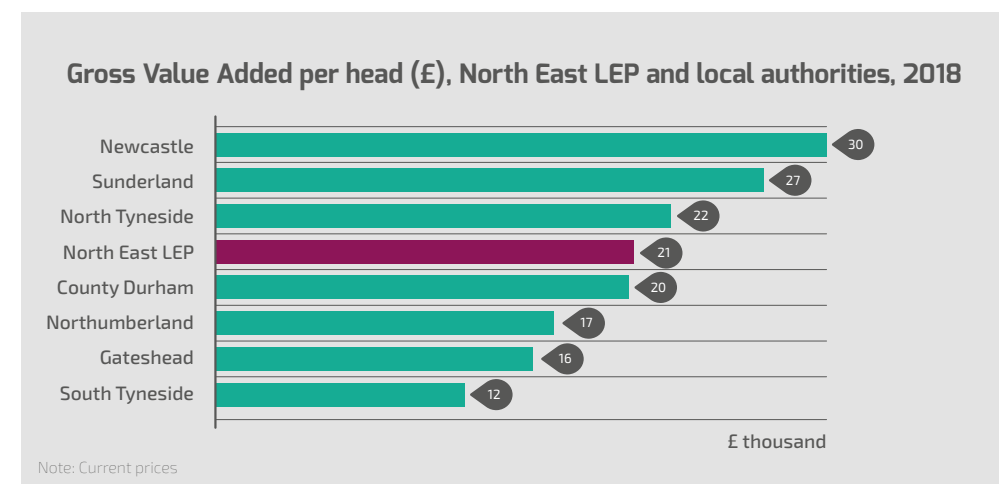 Gross Value Added per head (£), North East LEP and local authorities, 2018
Newcastle 30
Sunderland 27
North Tyneside 22
North East LEP 21
County Durham 20
Northumberland 17
Gateshead 16
South Tyneside 12
£ thousand
Note: Current prices